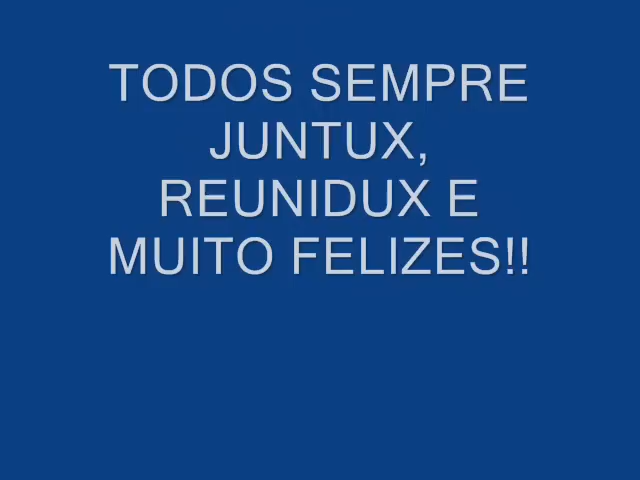 TODOS SEMPRE
JUNTUX,
REUNIDUX E
MUITO FELIZES!!